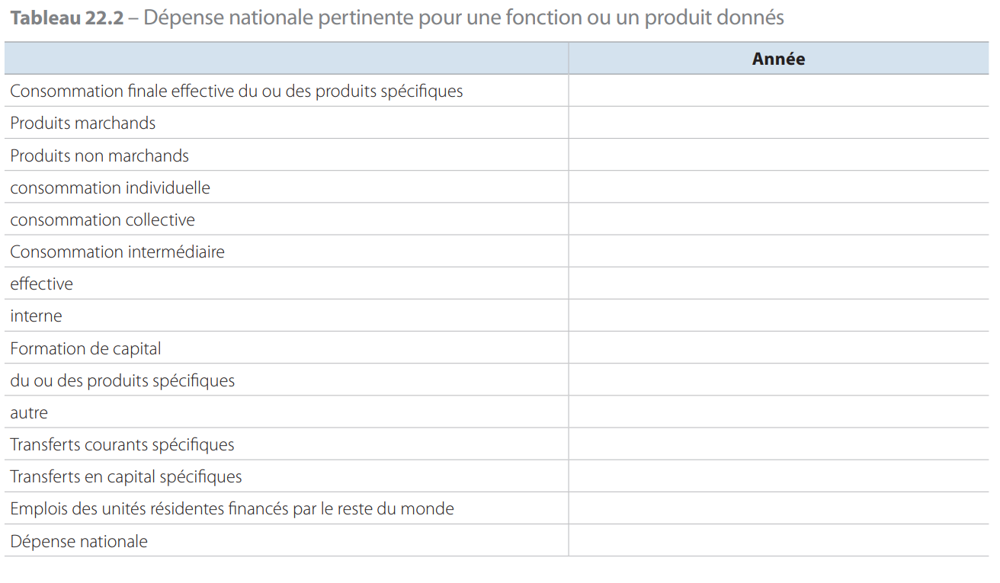 Tableau 22.2 – Dépense nationale pertinente pour une fonction ou un produit donnés
Année
Consommation finale effective du ou des produits spécifiques
Produits marchands
Produits non marchands
consommation individuelle
consommation collective
Consommation intermédiaire
effective
interne
Formation de capital
du ou des produits spécifiques
autre
Transferts courants spécifiques
Transferts en capital spécifiques
Emplois des unités résidentes financés par le reste du monde
Dépense nationale